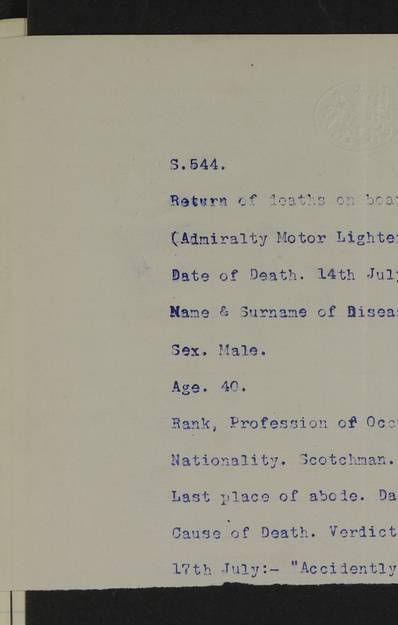 S.544.
Return of deaths on boa
(Admiralty Motor Lighte
Date of Death. 14th Jul
Name & Surname of Disea
Sex. Male.
Age. 40.
Rank, Profession of Occ
Nationality. Scotchman.
Last place of abode. Da
Cause of Death. Verdict
17th July:- "Accidently